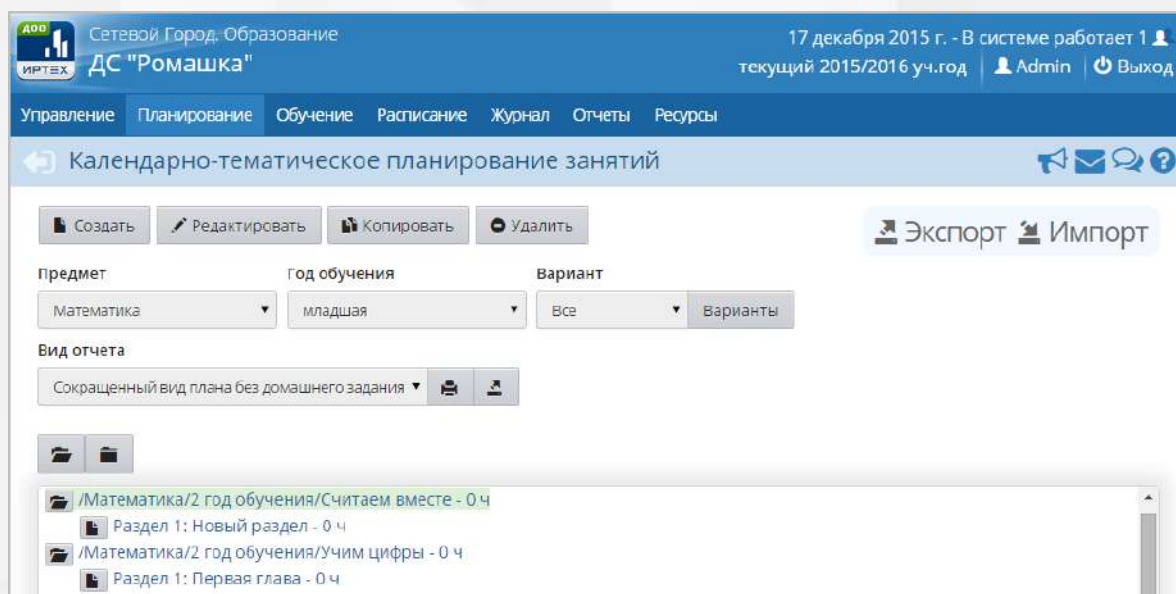 ДОО
ИРТЕХ
Сетевой Город. Образование
ДС "Ромашка"
17 декабря 2015 г. - В системе работает 1
текущий 2015/2016 уч.год Admin Выход
Управление Планирование Обучение Расписание Журнал Отчеты Ресурсы
Календарно-тематическое планирование занятий
Создать Редактировать Копировать Удалить
Экспорт Импорт
Предмет Год обучения Вариант
Математика младшая Все Варианты
Вид отчета
Сокращенный вид плана без домашнего задания
/Математика/2 год обучения/Считаем вместе - 0 ч
Раздел 1: Новый раздел - 0 ч
/Математика/2 год обучения/Учим цифры - 0 ч
Раздел 1: Первая глава - 0 ч